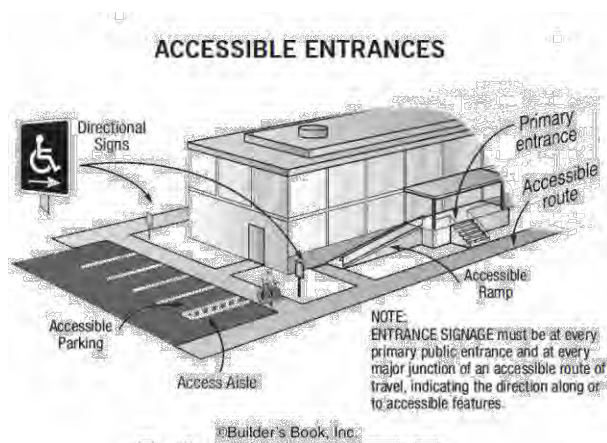 ACCESSIBLE ENTRANCES
Directional
Signs
Primary
entrance
Accessible
route
Accessible
Ramp
Accessible
Parking
Access Aisle
NOTE:
ENTRANCE SIGNAGE must be at every
primary public entrance and at every
major junction of an accessible route of
travel, indicating the direction along or
to accessible features.
©Builder's Book, Inc.